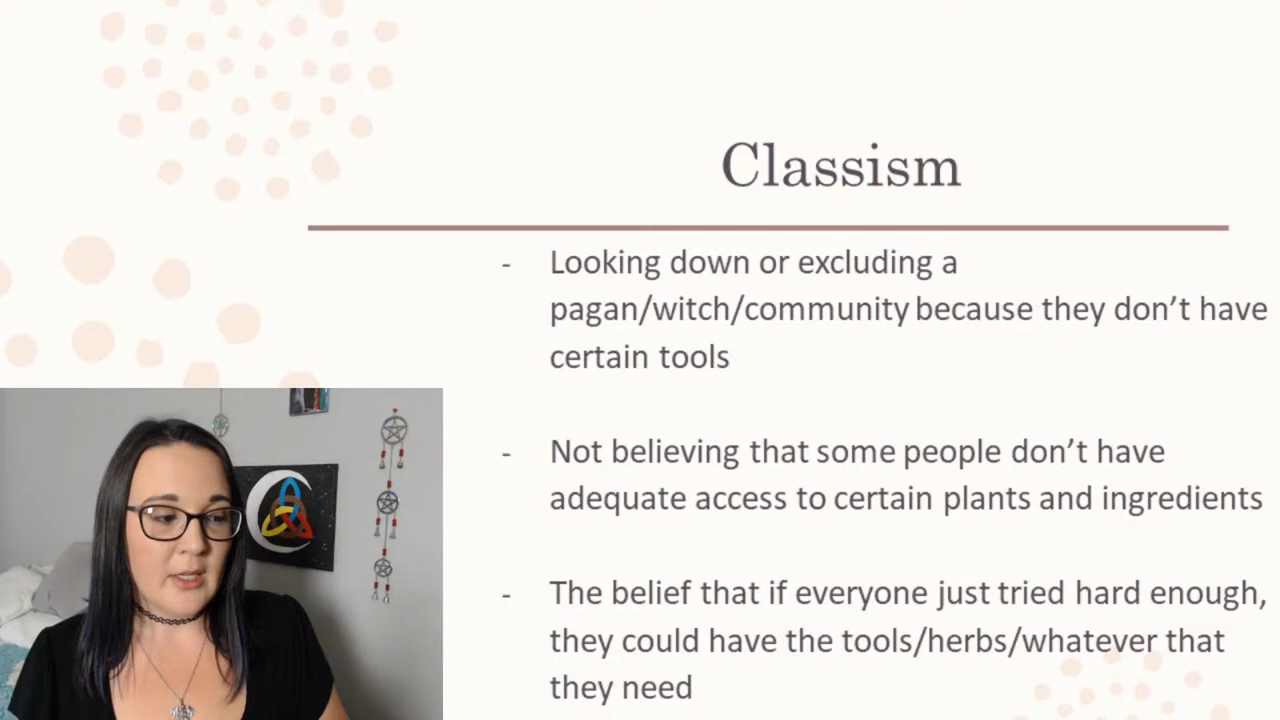 Classism
- Looking down or excluding a
pagan/witch/community because they don’t have
certain tools
- Not believing that some people don’t have
adequate access to certain plants and ingredients
- The belief that if everyone just tried hard enough,
they could have the tools/herbs/whatever that
they need